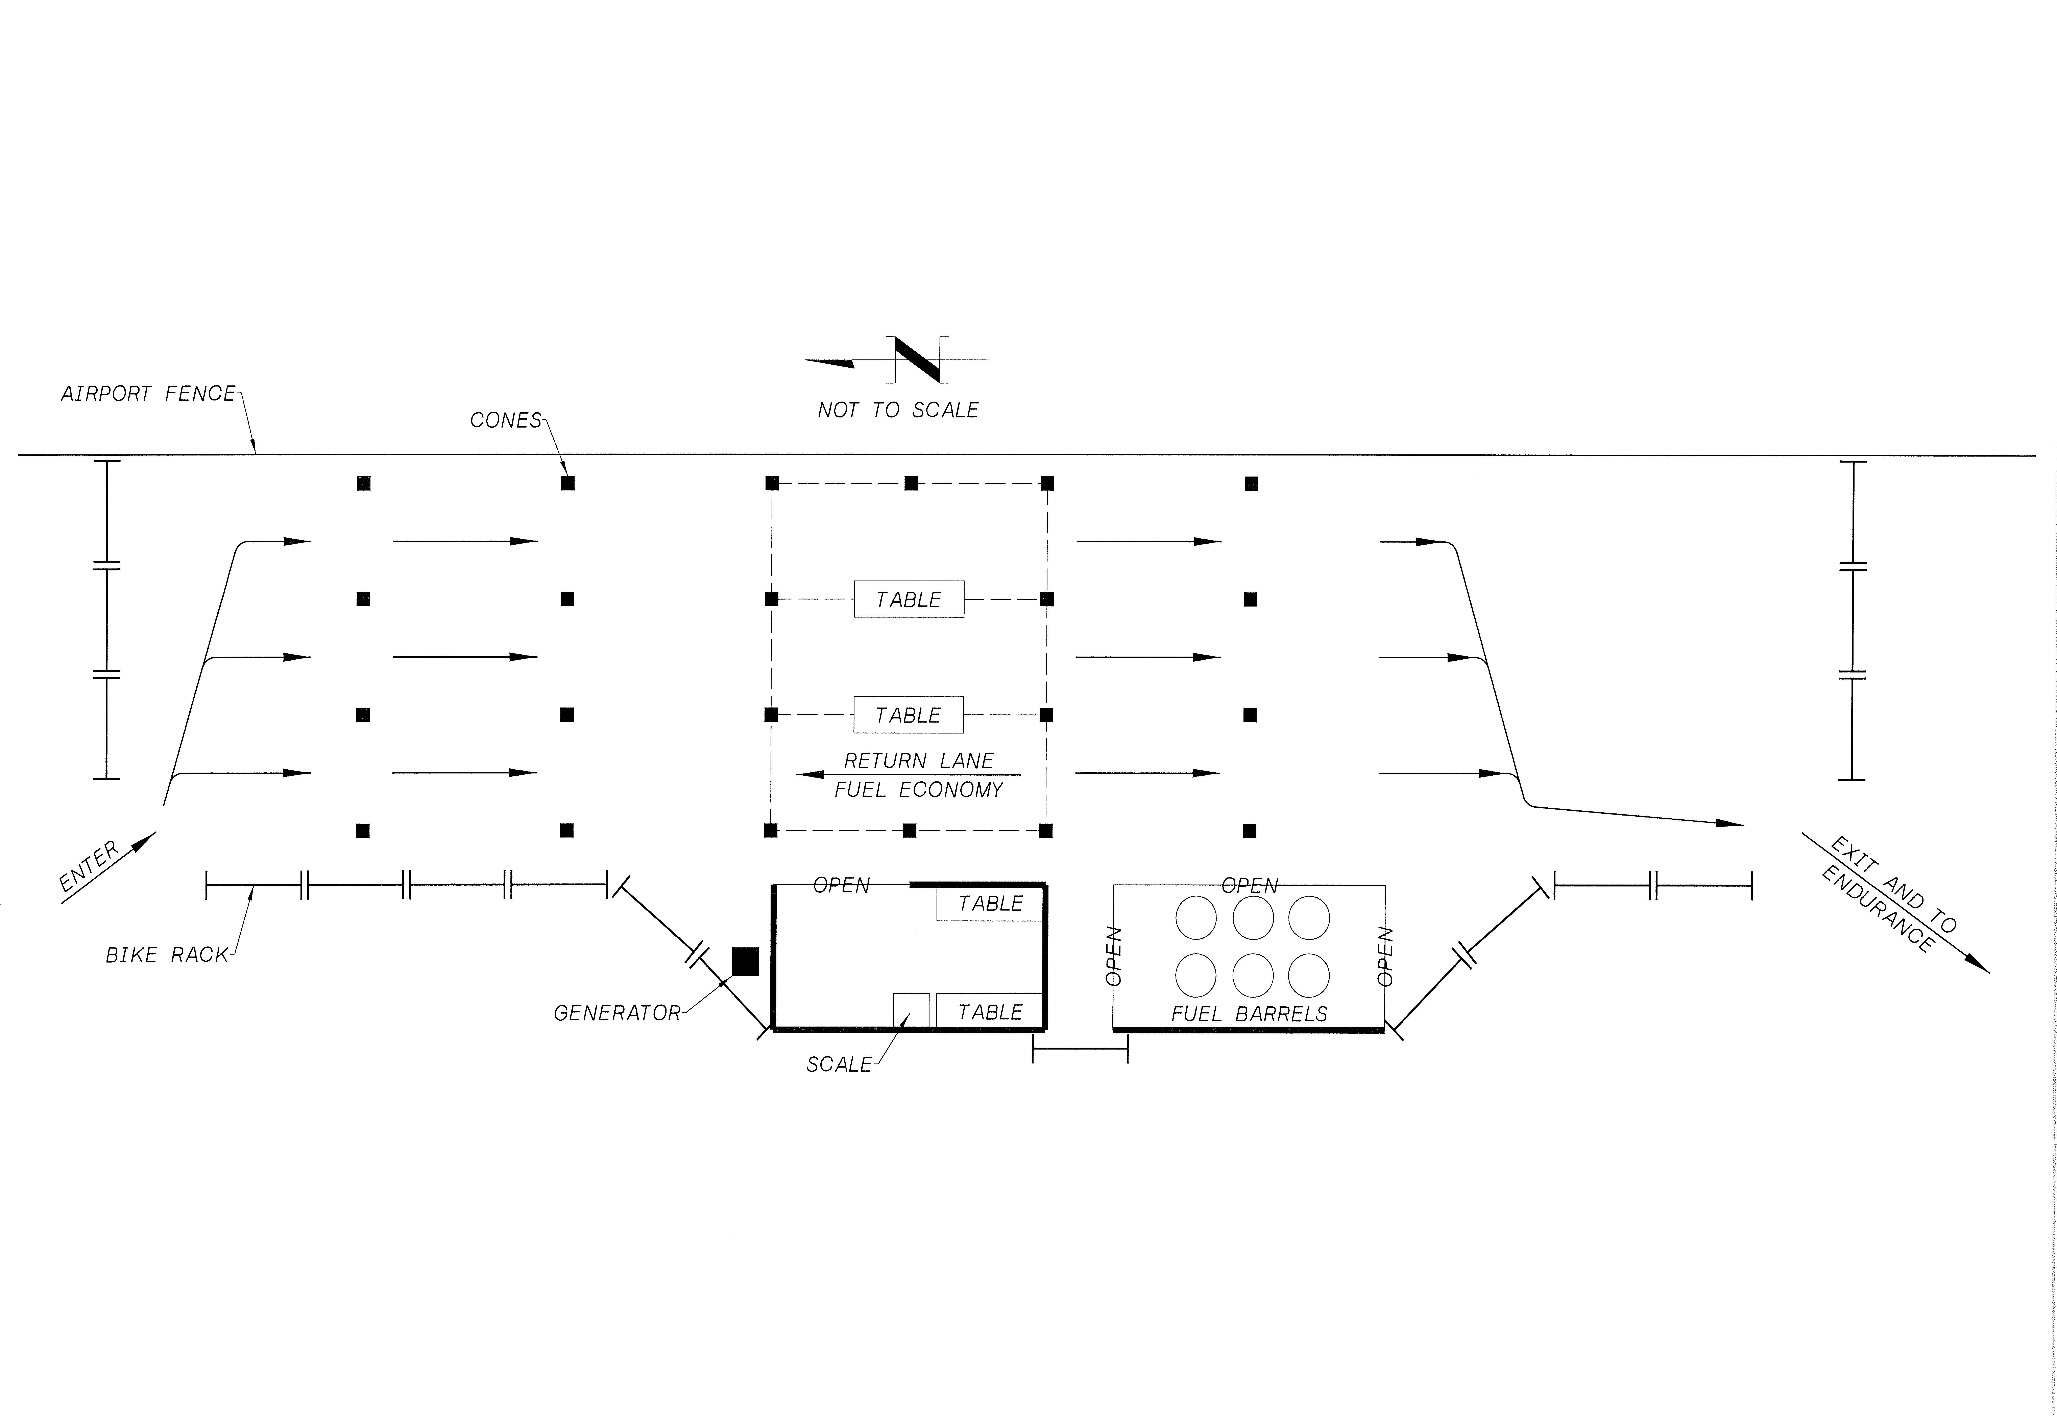 N
NOT TO SCALE
AIRPORT FENCE
CONES
TABLE
TABLE
RETURN LANE
FUEL ECONOMY
ENTER
EXIT AND TO
ENDURANCE
BIKE RACK
OPEN
TABLE
OPEN
OPEN
OPEN
GENERATOR
TABLE
FUEL BARRELS
SCALE